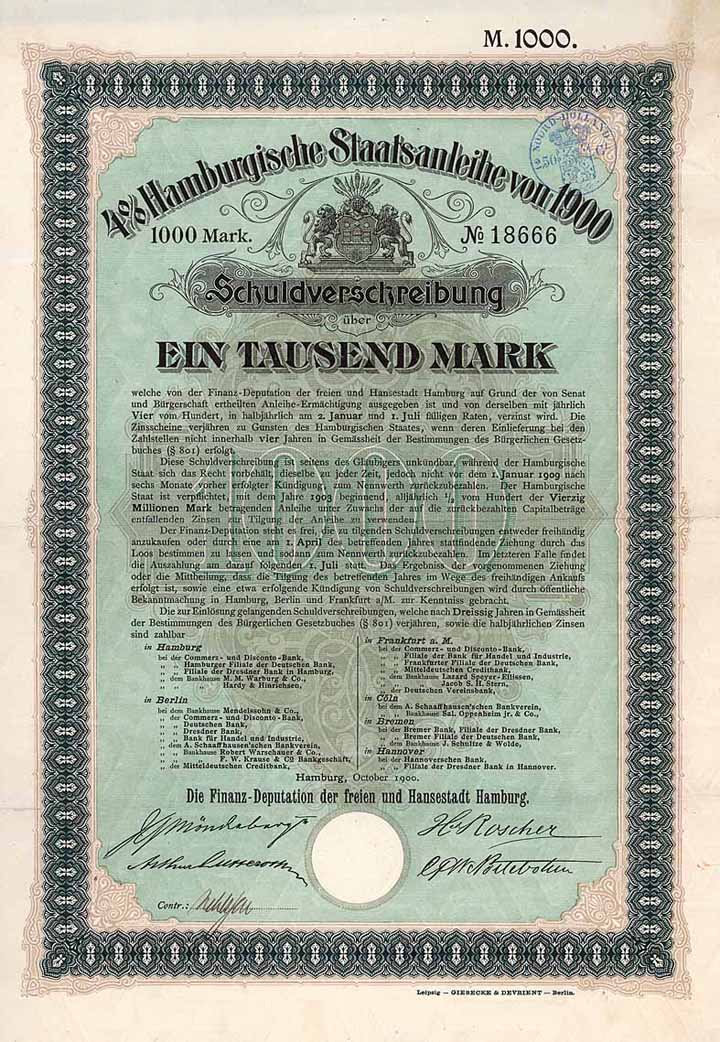 M. 1000.
4% Hamburgische Staatsanleihe von 1900
NOORD-HOLLAND
1000 Mark.
№ 18666
Schuldverschreibung
über
EIN TAUSEND MARK
welche von der Finanz-Deputation der freien und Hansestadt Hamburg auf Grund der von Senat
und Bürgerschaft ertheilten Anleihe-Ermächtigung ausgegeben ist und von derselben mit jährlich
Vier vom Hundert, in halbjährlich am 2. Januar und 1. Juli fälligen Raten, verzinst wird. Die
Zinsscheine verjähren zu Gunsten des Hamburgischen Staates, wenn deren Einlieferung bei den
Zahlstellen nicht innerhalb vier Jahren in Gemässheit der Bestimmungen des Bürgerlichen Gesetz-
buches (§ 801) erfolgt.
Diese Schuldverschreibung ist seitens des Gläubigers unkündbar, während der Hamburgische
Staat sich das Recht vorbehält, dieselbe zu jeder Zeit, jedoch nicht vor dem 1. Januar 1909 nach
sechs Monate vorher erfolgter Kündigung, zum Nennwerth zurückzubezahlen. Der Hamburgische
Staat ist verpflichtet, mit dem Jahre 1903 beginnend, alljährlich vom Hundert der Vierzig
Millionen Mark betragenden Anleihe nebst der Zuwachs der auf die zurückbezahlten Capitalbeträge
entfallenden Zinsen zur Tilgung der Anleihe zu verwenden.
Der Finanz-Deputation steht es frei, die zu tilgenden Schuldverschreibungen entweder freihändig
anzukaufen oder durch eine am 1. April des betreffenden Jahres stattfindende Ziehung durch das
Loos bestimmen zu lassen und sodann zum Nennwerth zurückzubezahlen. Im letzteren Falle findet
die Auszahlung am darauf folgenden 1. Juli statt. Das Ergebnis der vorgenommenen Ziehung
oder die Mittheilung, dass die Tilgung des betreffenden Jahres im Wege des freihändigen Ankaufs
erfolgt ist, sowie eine etwa erfolgende Kündigung von Schuldverschreibungen wird durch öffentliche
Bekanntmachung in Hamburg, Berlin und Frankfurt a/M. zur Kenntniss gebracht.
Die zur Einlösung gelangenden Schuldverschreibungen, welche nach Dreissig Jahren in Gemässheit
der Bestimmungen des Bürgerlichen Gesetzbuches (§ 801) verjähren, sowie die halbjährlichen Zinsen
sind zahlbar
in Hamburg
bei der Commerz- und Disconto-Bank,
„ „ Hamburger Filiale der Deutschen Bank,
„ „ Filiale der Dresdner Bank in Hamburg,
„ dem Bankhause M. M. Warburg & Co.,
„ „ „ Hardy & Hinrichsen,
in Berlin
bei dem Bankhause Mendelssohn & Co.,
„ der Commerz- und Disconto-Bank,
„ „ Deutschen Bank,
„ „ Dresdner Bank,
„ „ Bank für Handel und Industrie,
„ dem A. Schaaffhausen'schen Bankverein,
„ „ Bankhause Robert Warschauer & Co.,
„ „ „ F. W. Krause & Co. Bankgeschäft,
„ der Mitteldeutschen Creditbank,
in Frankfurt a. M.
bei der Commerz- und Disconto-Bank,
„ „ Filiale der Bank für Handel und Industrie,
„ „ Frankfurter Filiale der Deutschen Bank,
„ „ Mitteldeutschen Creditbank,
„ dem Bankhause Lazard Speyer-Ellissen,
„ „ „ Jacob S. H. Stern,
„ der Deutschen Vereinsbank,
in Cöln
bei dem A. Schaaffhausen'schen Bankverein,
„ „ Bankhause Sal. Oppenheim jr. & Co.,
in Bremen
bei der Bremer Bank, Filiale der Dresdner Bank,
„ „ Bremer Filiale der Deutschen Bank,
„ dem Bankhause J. Schultze & Wolde,
in Hannover
bei der Hannoverschen Bank,
„ „ Filiale der Dresdner Bank in Hannover.
1000
Hamburg, October 1900.
Die Finanz-Deputation der freien und Hansestadt Hamburg.
Roscher
Contr.:
Leipzig — GIESECKE & DEVRIENT — Berlin.